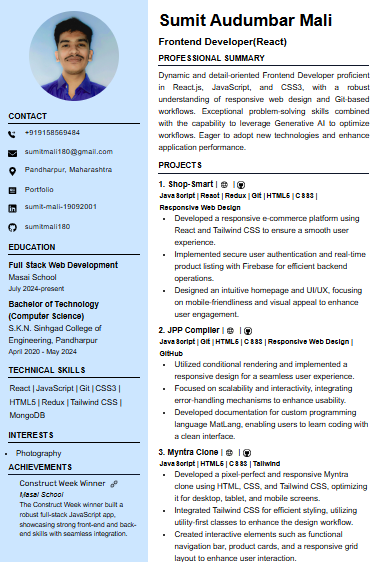 CONTACT
+919158569484
sumitmali180@gmail.com
Pandharpur, Maharashtra
Portfolio
sumit-mali-19092001
sumitmali180
EDUCATION
Full Stack Web Development
Masai School
July 2024-present
Bachelor of Technology
(Computer Science)
S.K.N. Sinhgad College of
Engineering, Pandharpur
April 2020 - May 2024
TECHNICAL SKILLS
React | JavaScript | Git | CSS3 |
HTML5 | Redux | Tailwind CSS |
MongoDB
INTERESTS
• Photography
ACHIEVEMENTS
Construct Week Winner
Masai School
The Construct Week winner built a
robust full-stack JavaScript app,
showcasing strong front-end and back-
end skills with seamless integration.
Sumit Audumbar Mali
Frontend Developer(React)
PROFESSIONAL SUMMARY
Dynamic and detail-oriented Frontend Developer proficient
in React.js, JavaScript, and CSS3, with a robust
understanding of responsive web design and Git-based
workflows. Exceptional problem-solving skills combined
with the capability to leverage Generative AI to optimize
workflows. Eager to adopt new technologies and enhance
application performance.
PROJECTS
1. Shop-Smart | |
JavaScript | React | Redux | Git | HTML5 | CSS3 |
Responsive Web Design
• Developed a responsive e-commerce platform using
React and Tailwind CSS to ensure a smooth user
experience.
• Implemented secure user authentication and real-time
product listing with Firebase for efficient backend
operations.
• Designed an intuitive homepage and UI/UX, focusing
on mobile-friendliness and visual appeal to enhance
user engagement.
2. JPP Compiler | |
JavaScript | Git | HTML5 | CSS3 | Responsive Web Design |
GitHub
• Utilized conditional rendering and implemented a
responsive design for a seamless user experience.
• Focused on scalability and interactivity, integrating
error-handling mechanisms to enhance usability.
• Developed documentation for custom programming
language MatLang, enabling users to learn coding with
a clean interface.
3. Myntra Clone | |
JavaScript | HTML5 | CSS3 | Tailwind
• Developed a pixel-perfect and responsive Myntra
clone using HTML, CSS, and Tailwind CSS, optimizing
it for desktop, tablet, and mobile screens.
• Integrated Tailwind CSS for efficient styling, utilizing
utility-first classes to enhance the design workflow.
• Created interactive elements such as functional
navigation bar, product cards, and a responsive grid
layout to enhance user interaction.